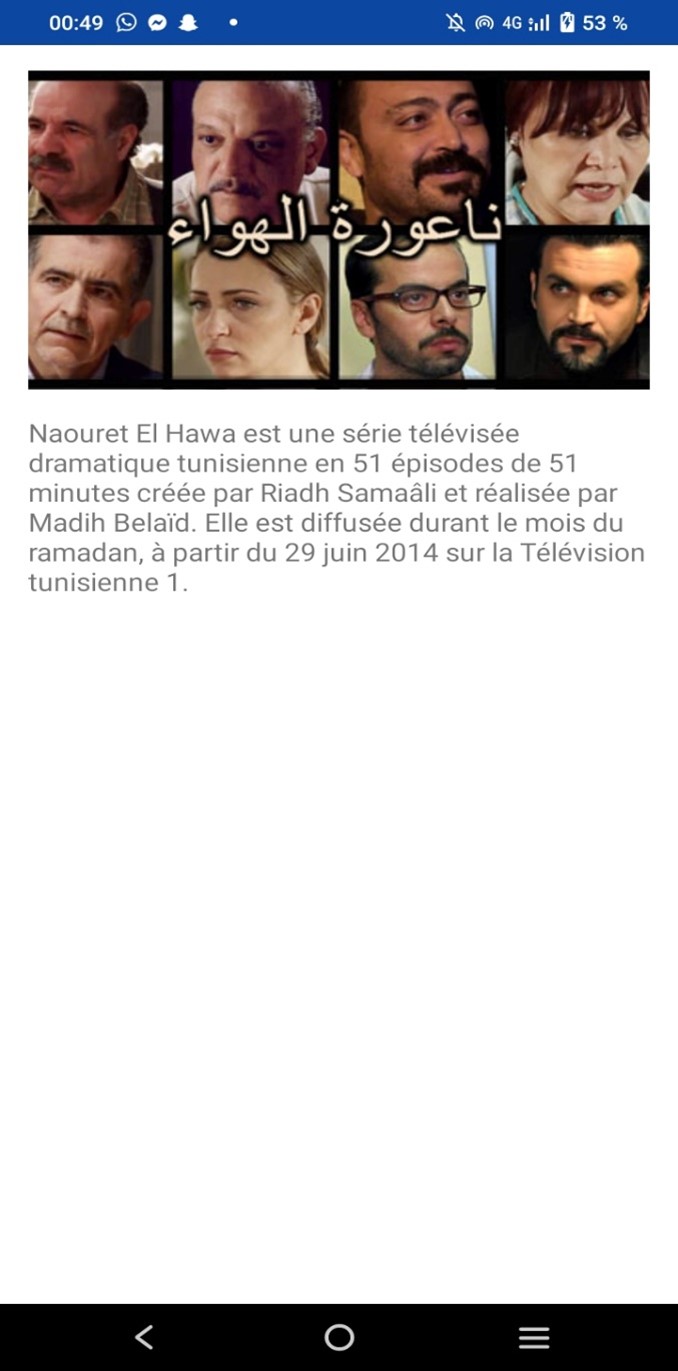 00:49
4G
53 %
ناعورة الهواء
Naouret El Hawa est une série télévisée
dramatique tunisienne en 51 épisodes de 51
minutes créée par Riadh Samaâli et réalisée par
Madih Belaïd. Elle est diffusée durant le mois du
ramadan, à partir du 29 juin 2014 sur la Télévision
tunisienne 1.